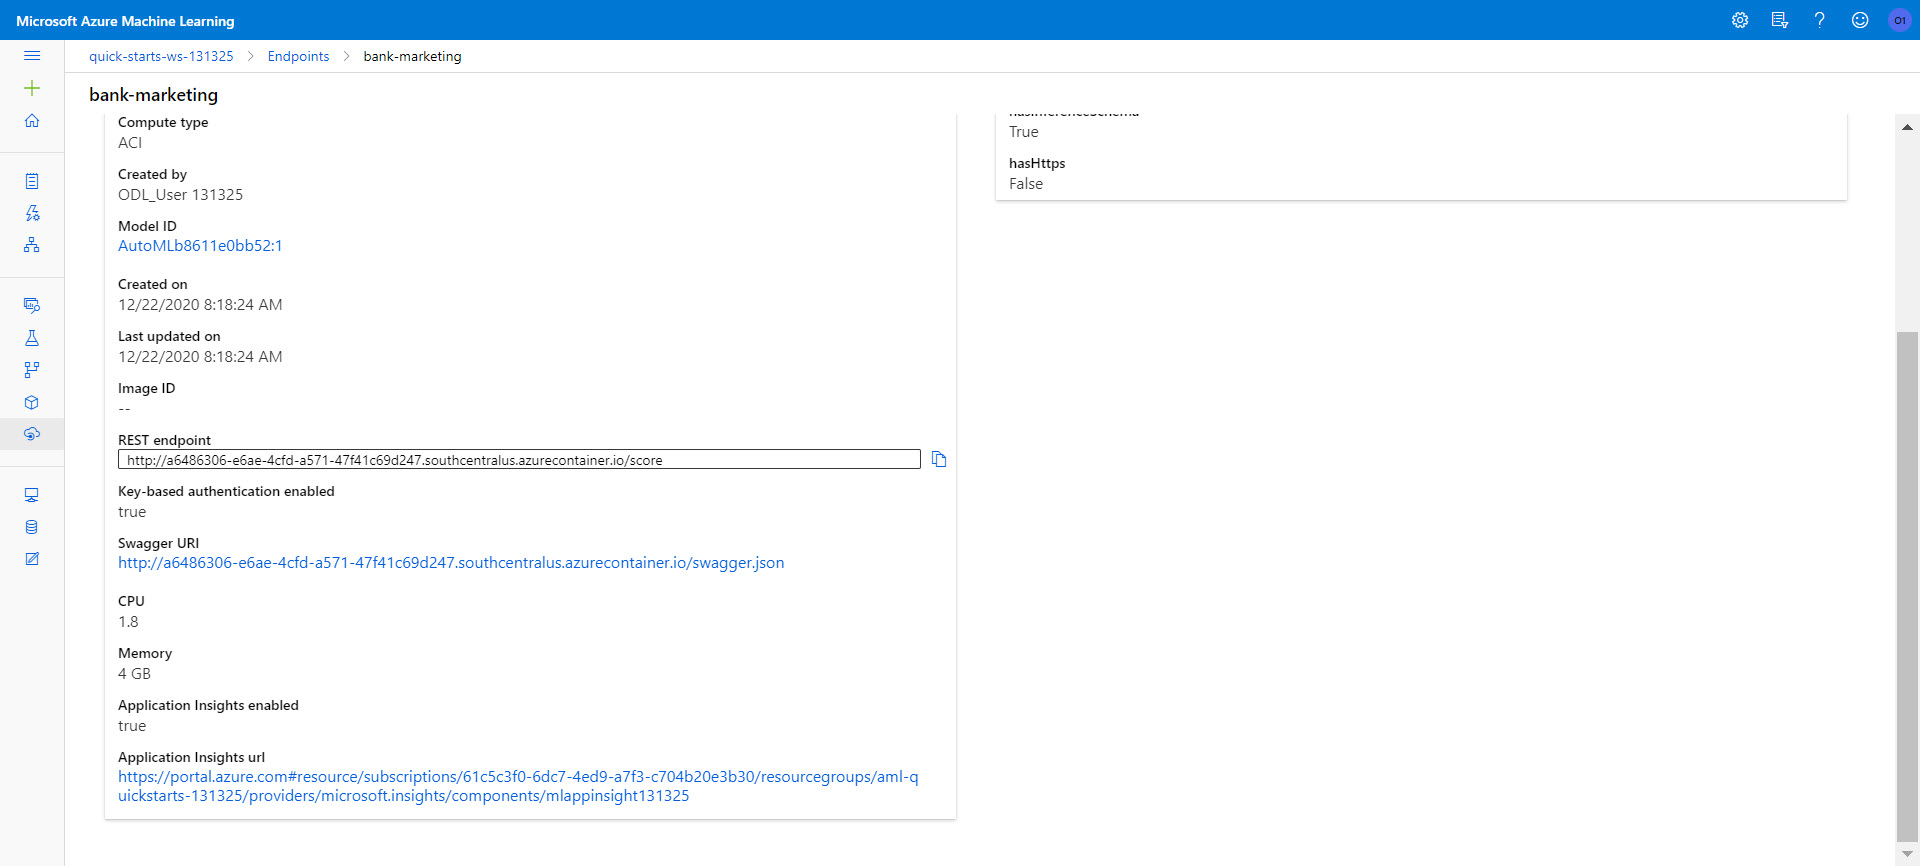 Microsoft Azure Machine Learning
O1
quick-starts-ws-131325
Endpoints
bank-marketing
bank-marketing
Compute type
ACI
Created by
ODL_User 131325
Model ID
AutoMLb8611e0bb52:1
Created on
12/22/2020 8:18:24 AM
Last updated on
12/22/2020 8:18:24 AM
Image ID
--
REST endpoint
http://a6486306-e6ae-4cfd-a571-47f41c69d247.southcentralus.azurecontainer.io/score
Key-based authentication enabled
true
Swagger URI
http://a6486306-e6ae-4cfd-a571-47f41c69d247.southcentralus.azurecontainer.io/swagger.json
CPU
1.8
Memory
4 GB
Application Insights enabled
true
Application Insights url
https://portal.azure.com#resource/subscriptions/61c5c3f0-6dc7-4ed9-a7f3-c704b20e3b30/resourcegroups/aml-q
uickstarts-131325/providers/microsoft.insights/components/mlappinsight131325
hasInferenceSchema
True
hasHttps
False